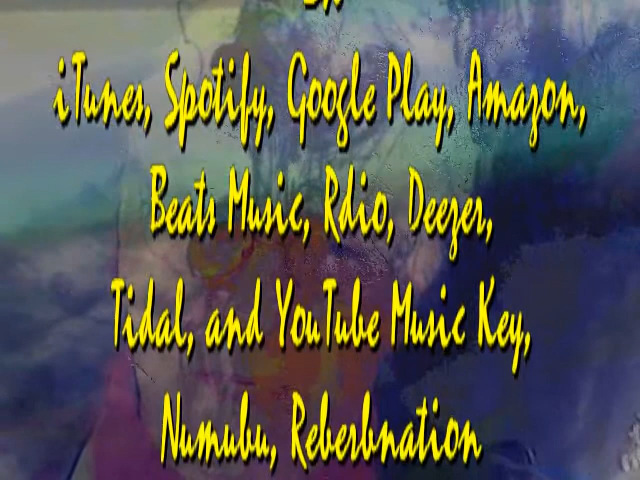 iTunes, Spotify, Google Play, Amazon,
Beats Music, Rdio, Deezer,
Tidal, and YouTube Music Key,
Numubu, Reberbnation